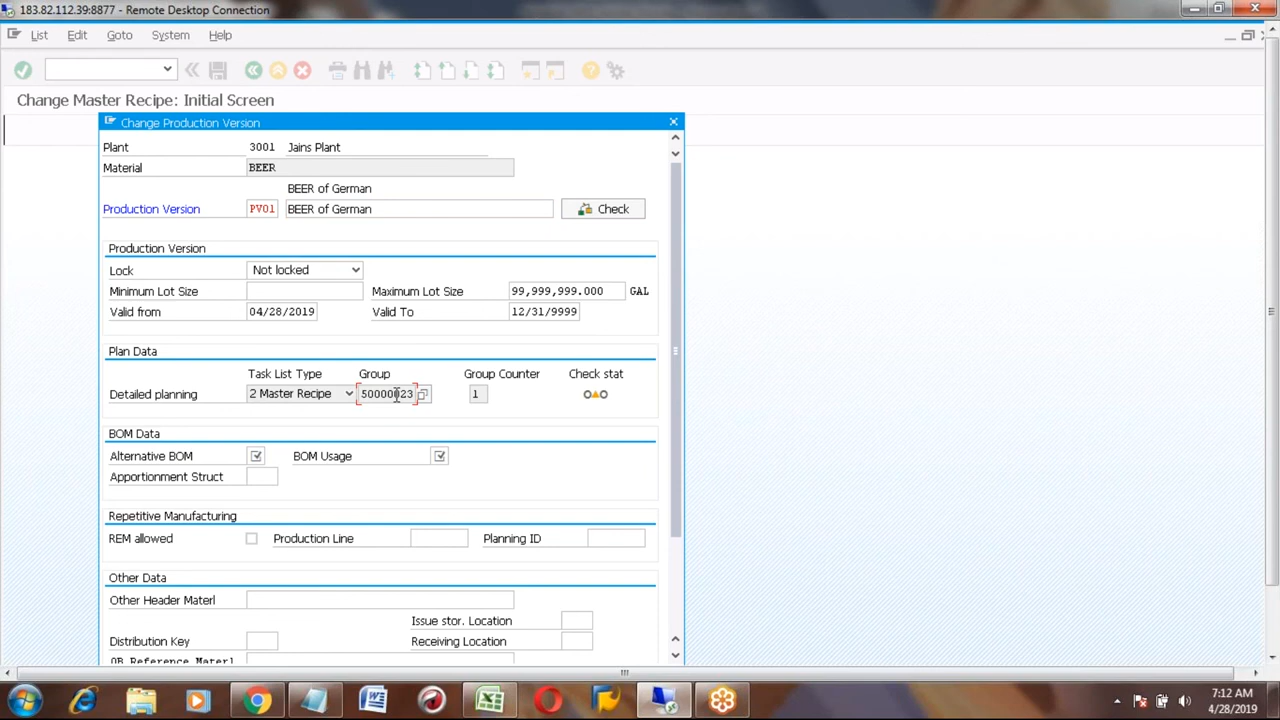 183.82.112.39:8877 - Remote Desktop Connection
List Edit Goto System Help
Change Master Recipe: Initial Screen
Change Production Version
Plant 3001 Jains Plant
Material BEER
BEER of German
Production Version PV01 BEER of German Check
Production Version
Lock Not locked
Minimum Lot Size Maximum Lot Size 99,999,999.000 GAL
Valid from 04/28/2019 Valid To 12/31/9999
Plan Data
Task List Type Group Group Counter Check stat
Detailed planning 2 Master Recipe 50000023 1
BOM Data
Alternative BOM BOM Usage
Apportionment Struct
Repetitive Manufacturing
REM allowed Production Line Planning ID
Other Data
Other Header Materl
Issue stor. Location
Distribution Key Receiving Location
OB Reference Materl
7:12 AM
4/28/2019